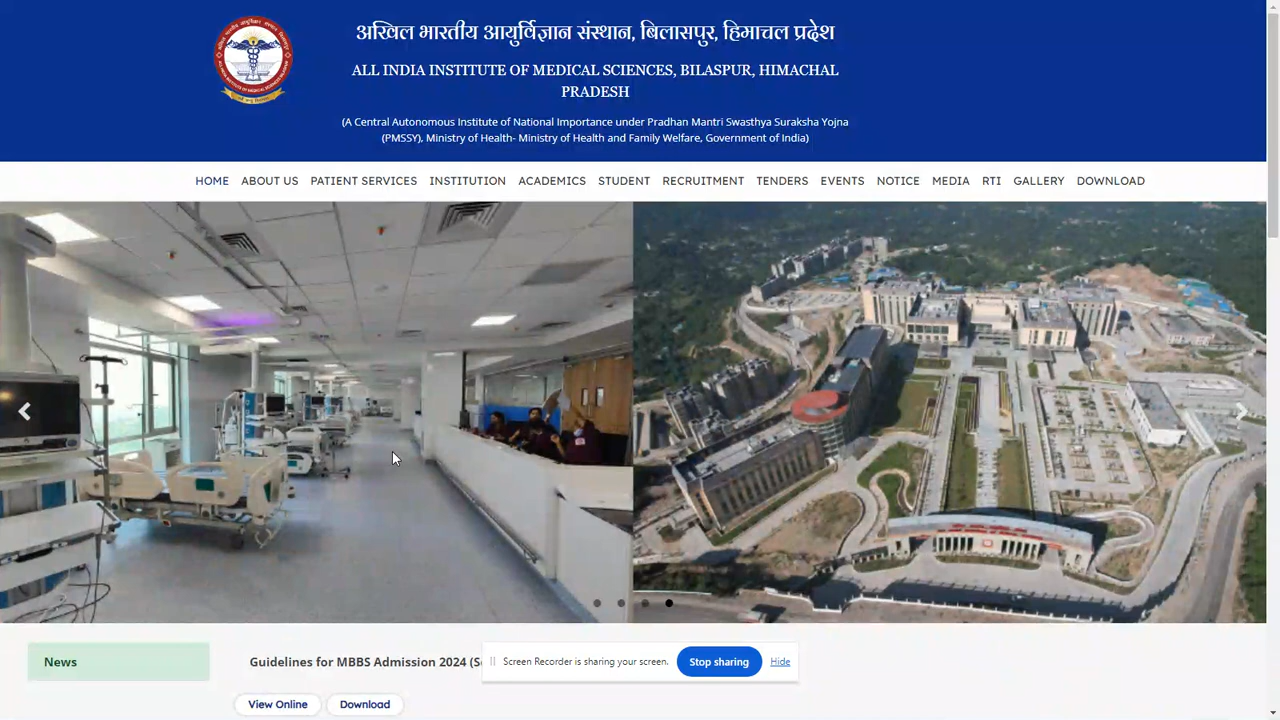 अखिल भारतीय आयुर्विज्ञान संस्थान, बिलासपुर, हिमाचल प्रदेश
ALL INDIA INSTITUTE OF MEDICAL SCIENCES, BILASPUR, HIMACHAL
PRADESH
(A Central Autonomous Institute of National Importance under Pradhan Mantri Swasthya Suraksha Yojna
(PMSSY), Ministry of Health- Ministry of Health and Family Welfare, Government of India)
HOME ABOUT US PATIENT SERVICES INSTITUTION ACADEMICS STUDENT RECRUITMENT TENDERS EVENTS NOTICE MEDIA RTI GALLERY DOWNLOAD
News
Guidelines for MBBS Admission 2024
Screen Recorder is sharing your screen. Stop sharing Hide
View Online Download